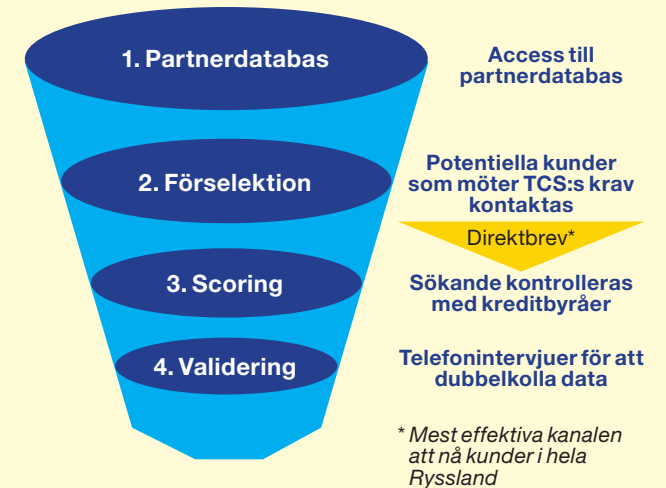 1. Partnerdatabas
Access till
partnerdatabas
2. Förselektion
Potentiella kunder
som möter TCS:s krav
kontaktas
Direktbrev*
3. Scoring
Sökande kontrolleras
med kreditbyråer
4. Validering
Telefonintervjuer för att
dubbelkolla data
* Mest effektiva kanalen
att nå kunder i hela
Ryssland